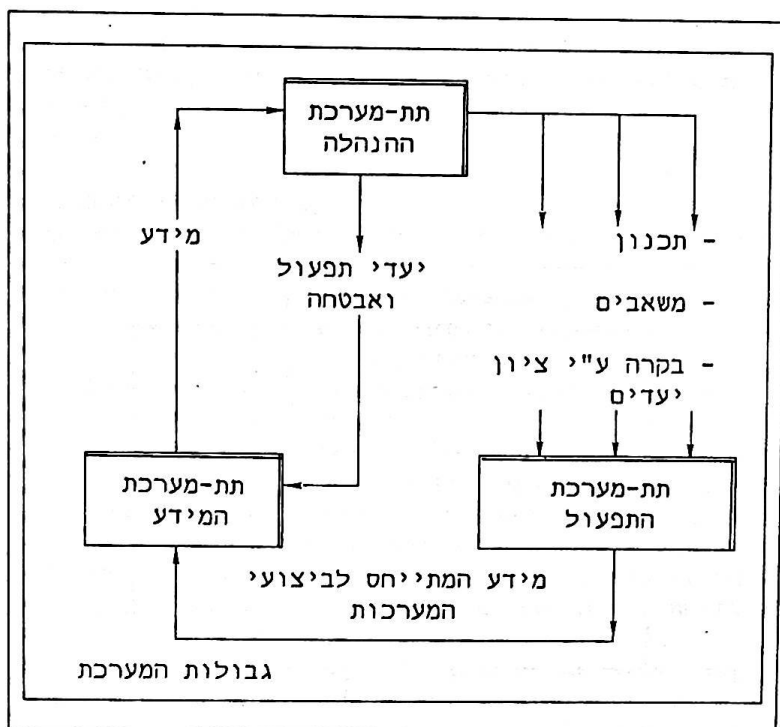 תת-מערכת
ההנהלה
מידע
יעדי תפעול
ואבטחה
- תכנון
- משאבים
- בקרה ע"י ציון
יעדים
תת-מערכת
המידע
תת-מערכת
התפעול
מידע המתייחס לביצועי
המערכות
גבולות המערכת